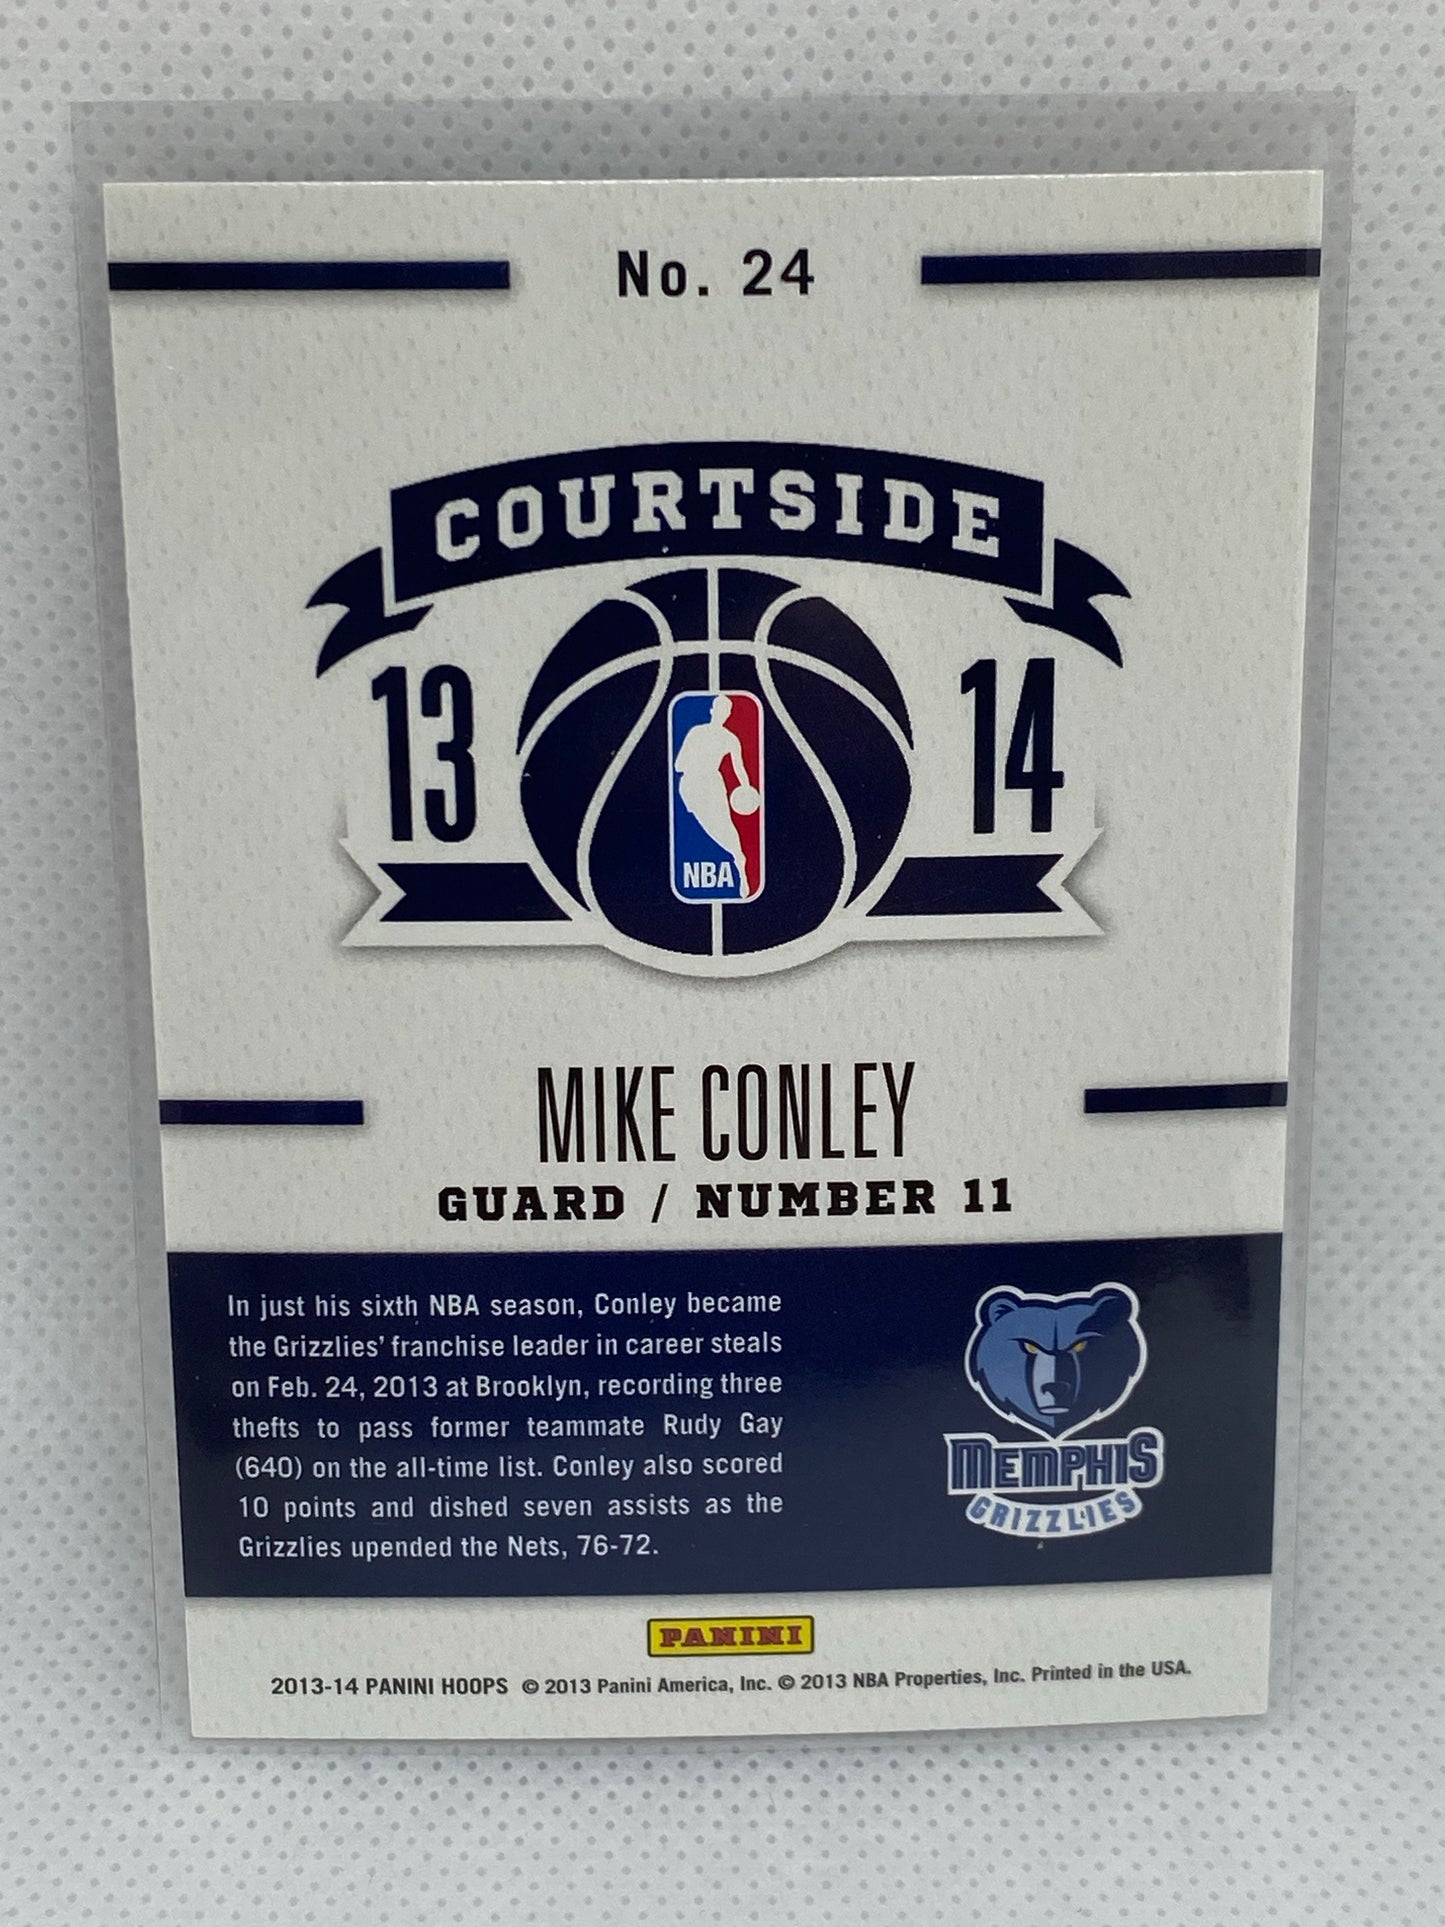 No. 24
COURTSIDE
13 14
NBA
MIKE CONLEY
GUARD / NUMBER 11
In just his sixth NBA season, Conley became
the Grizzlies' franchise leader in career steals
on Feb. 24, 2013 at Brooklyn, recording three
thefts to pass former teammate Rudy Gay
(640) on the all-time list. Conley also scored
10 points and dished seven assists as the
Grizzlies upended the Nets, 76-72.
MEMPHIS
GRIZZLIES
PANINI
2013-14 PANINI HOOPS © 2013 Panini America, Inc. © 2013 NBA Properties, Inc. Printed in the USA.